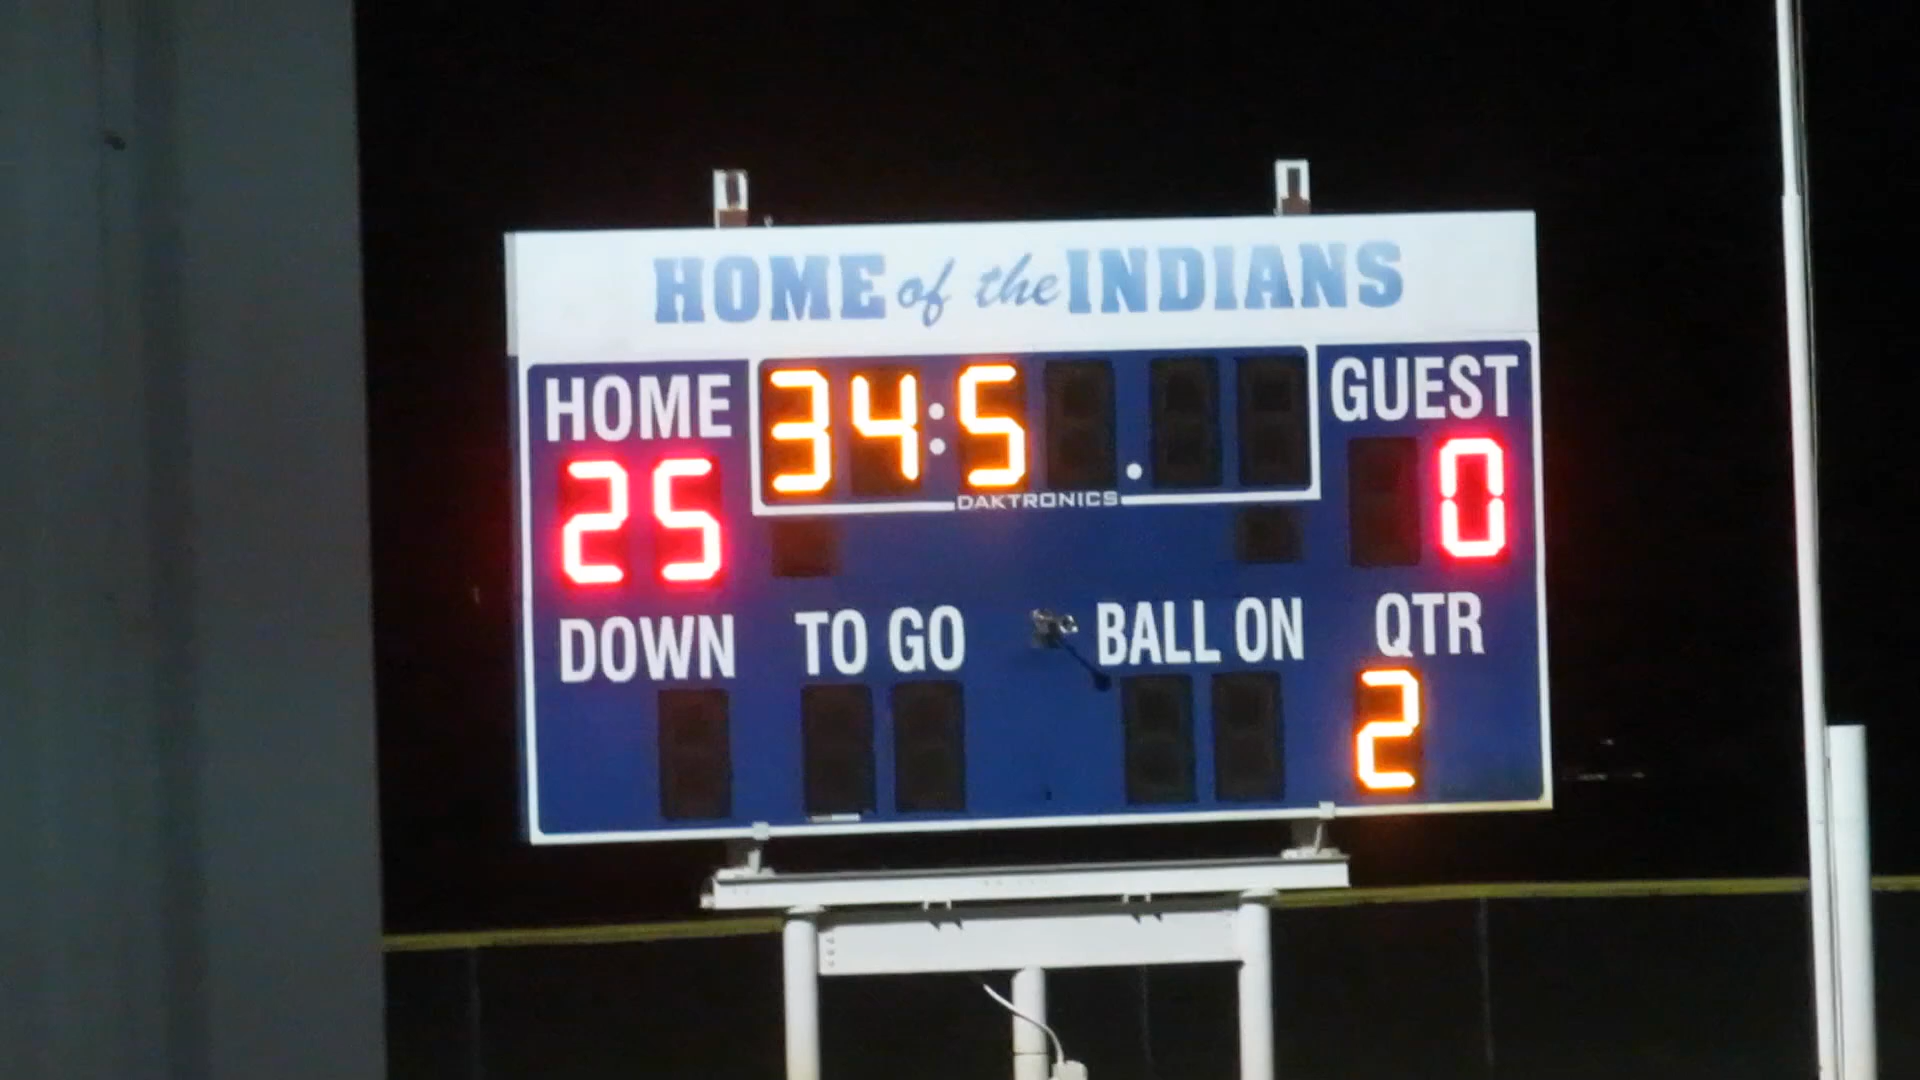 HOME of the INDIANS
HOME 34:5 . GUEST
25 DAKTRONICS 0
DOWN TO GO BALL ON QTR
2